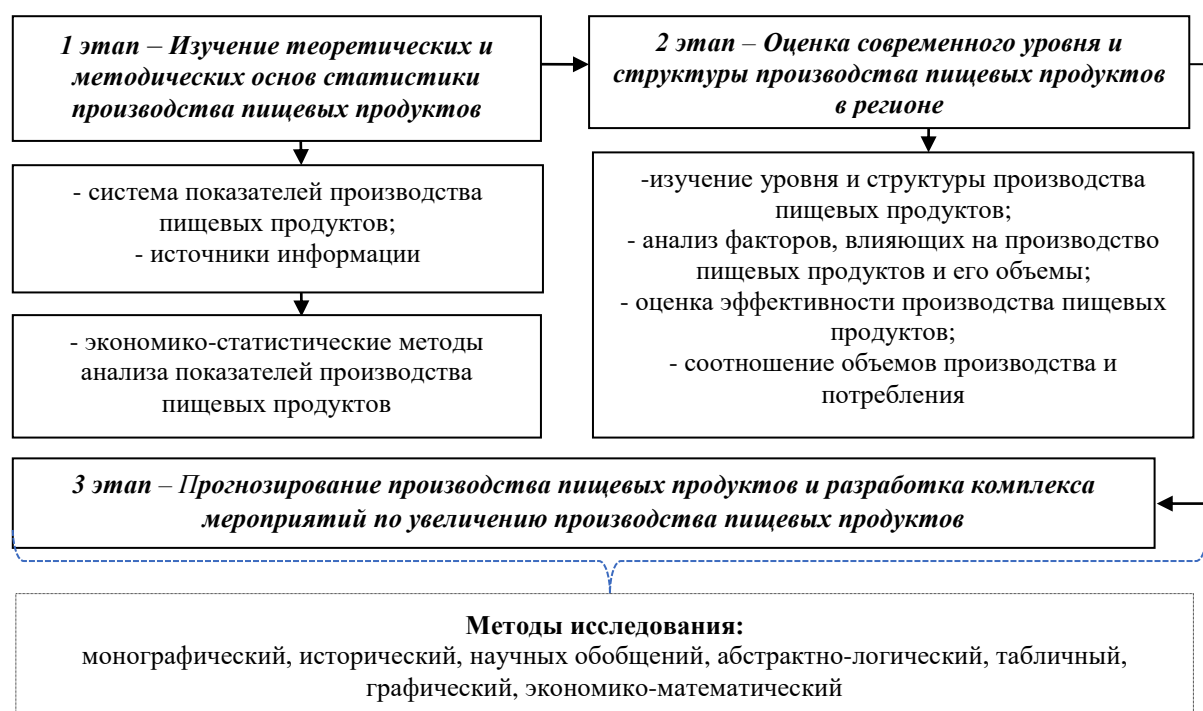 1 этап – Изучение теоретических и
методических основ статистики
производства пищевых продуктов
2 этап – Оценка современного уровня и
структуры производства пищевых продуктов
в регионе
- система показателей производства
пищевых продуктов;
- источники информации
- экономико-статистические методы
анализа показателей производства
пищевых продуктов
-изучение уровня и структуры производства
пищевых продуктов;
- анализ факторов, влияющих на производство
пищевых продуктов и его объемы;
- оценка эффективности производства пищевых
продуктов;
- соотношение объемов производства и
потребления
3 этап – Прогнозирование производства пищевых продуктов и разработка комплекса
мероприятий по увеличению производства пищевых продуктов
Методы исследования:
монографический, исторический, научных обобщений, абстрактно-логический, табличный,
графический, экономико-математический